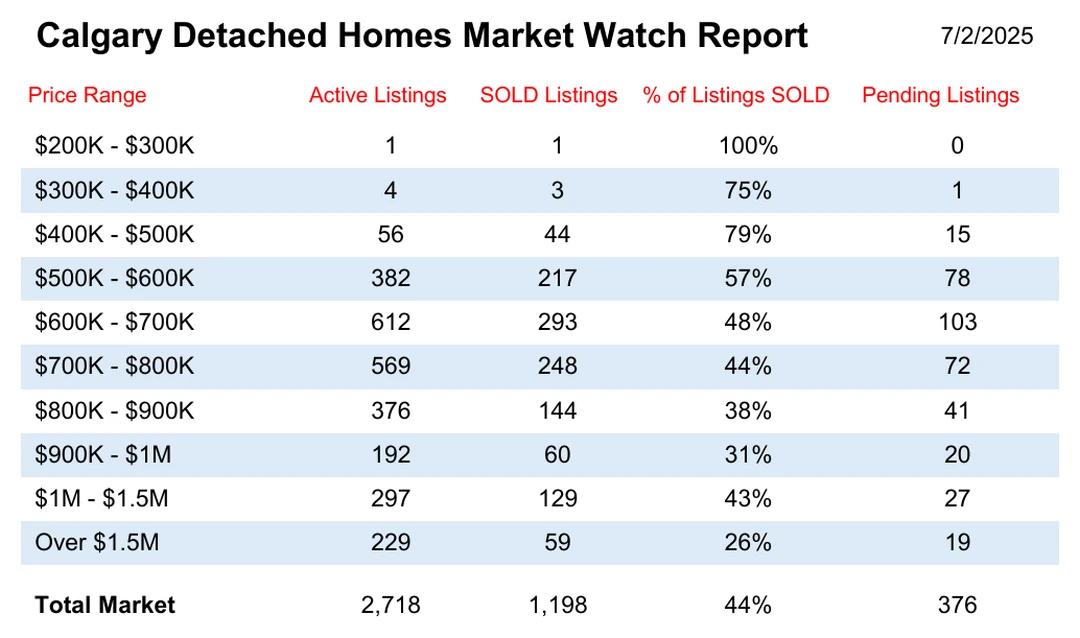 Calgary Detached Homes Market Watch Report 7/2/2025
Price Range Active Listings SOLD Listings % of Listings SOLD Pending Listings
$200K - $300K 1 1 100% 0
$300K - $400K 4 3 75% 1
$400K - $500K 56 44 79% 15
$500K - $600K 382 217 57% 78
$600K - $700K 612 293 48% 103
$700K - $800K 569 248 44% 72
$800K - $900K 376 144 38% 41
$900K - $1M 192 60 31% 20
$1M - $1.5M 297 129 43% 27
Over $1.5M 229 59 26% 19
Total Market 2,718 1,198 44% 376